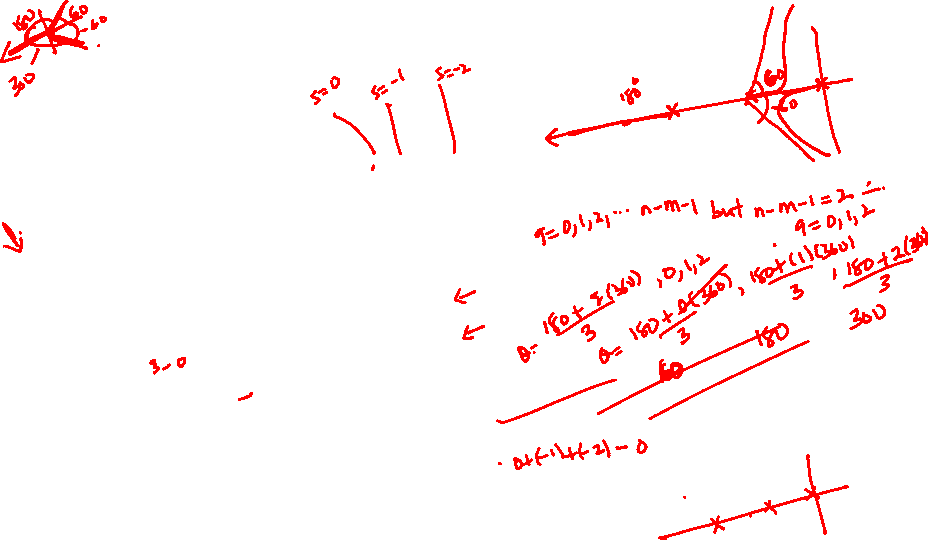 180 60
-60
300
s=0 s=-1 s=-2
180° 60
-60
q=0,1,2,... n-m-1 but n-m-1=2
q=0,1,2
θ= 180+q(360)/3 , 0,1,2
θ= 180+0(360)/3 , 180+(1)(360)/3 , 180+2(360)/3
60 180 300
3-0
0+(-1)+(-2)-0